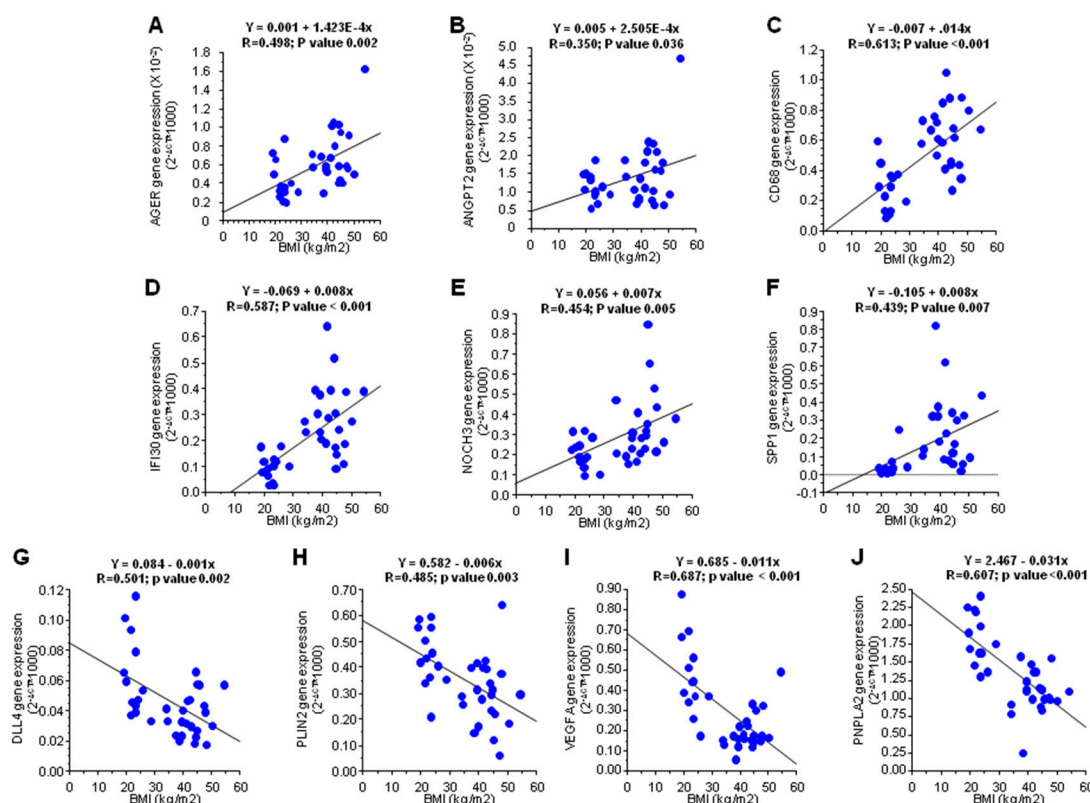 A
Y = 0.001 + 1.423E-4x
R=0.498; P value 0.002
AGER gene expression (X 10⁻²)
(2^-ΔCT*1000)
1.8
1.6
1.4
1.2
1.0
0.8
0.6
0.4
0.2
0
0 10 20 30 40 50 60
BMI (kg/m2)
B
Y = 0.005 + 2.505E-4x
R=0.350; P value 0.036
ANGPT2 gene expression (X 10⁻²)
(2^-ΔCT*1000)
5.0
4.5
4.0
3.5
3.0
2.5
2.0
1.5
1.0
0.5
0
0 10 20 30 40 50 60
BMI (kg/m2)
C
Y = -0.007 + .014x
R=0.613; P value <0.001
CD68 gene expression
(2^-ΔCT*1000)
1.2
1.0
0.8
0.6
0.4
0.2
0.0
0 10 20 30 40 50 60
BMI (kg/m2)
D
Y = -0.069 + 0.008x
R=0.587; P value < 0.001
IFI30 gene expression
(2^-ΔCT*1000)
0.7
0.6
0.5
0.4
0.3
0.2
0.1
0.0
0 10 20 30 40 50 60
BMI (kg/m2)
E
Y = 0.056 + 0.007x
R=0.454; P value 0.005
NOCH3 gene expression
(2^-ΔCT*1000)
0.9
0.8
0.7
0.6
0.5
0.4
0.3
0.2
0.1
0.0
0 10 20 30 40 50 60
BMI (kg/m2)
F
Y = -0.105 + 0.008x
R=0.439; P value 0.007
SPP1 gene expression
(2^-ΔCT*1000)
0.9
0.8
0.7
0.6
0.5
0.4
0.3
0.2
0.1
0.0
-0.1
0 10 20 30 40 50 60
BMI (kg/m2)
G
Y = 0.084 - 0.001x
R=0.501; p value 0.002
DLL4 gene expression
(2^-ΔCT*1000)
0.12
0.10
0.08
0.06
0.04
0.02
0.00
0 10 20 30 40 50 60
BMI (kg/m2)
H
Y = 0.582 - 0.006x
R=0.485; p value 0.003
PLIN2 gene expression
(2^-ΔCT*1000)
0.70
0.60
0.50
0.40
0.30
0.20
0.10
0.00
0 10 20 30 40 50 60
BMI (kg/m2)
I
Y = 0.685 - 0.011x
R=0.687; p value < 0.001
VEGFA gene expression
(2^-ΔCT*1000)
0.90
0.80
0.70
0.60
0.50
0.40
0.30
0.20
0.10
0.00
0 10 20 30 40 50 60
BMI (kg/m2)
J
Y = 2.467 - 0.031x
R=0.607; p value <0.001
PNPLA2 gene expression
(2^-ΔCT*1000)
2.50
2.25
2.00
1.75
1.50
1.25
1.00
0.75
0.50
0.25
0.00
0 10 20 30 40 50 60
BMI (kg/m2)